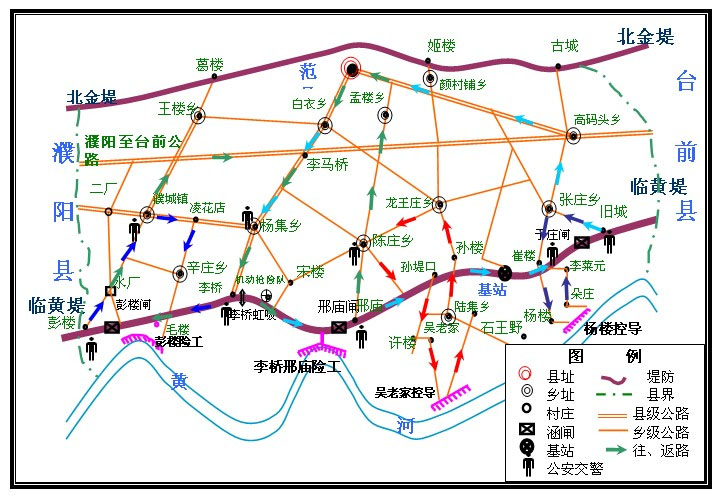 姬楼
古城
北金堤
葛楼
范
台
颜村铺乡
北金堤
白衣乡
孟楼乡
王楼乡
高码头乡
濮阳至台前公
路
濮
前
李马桥
二厂
临黄堤
濮城镇
龙王庄乡
张庄乡
县
阳
凌花店
旧城
杨集乡
于庄闸
陈庄乡
孙楼
崔楼
李菜元
县
辛庄乡
宋楼
孙堤口
水厂
李桥
机动抢险队
基站
朵庄
临黄堤
彭楼闸
李桥虹吸
邢庙闸
邢庙
陆集乡
彭楼
毛楼
吴老家
石王野
杨楼
杨楼控导
彭楼险工
许楼
李桥邢庙险工
黄
吴老家控导
河
图 例
县址
堤防
乡址
县界
村庄
县级公路
涵闸
乡级公路
基站
往、返路
公安交警